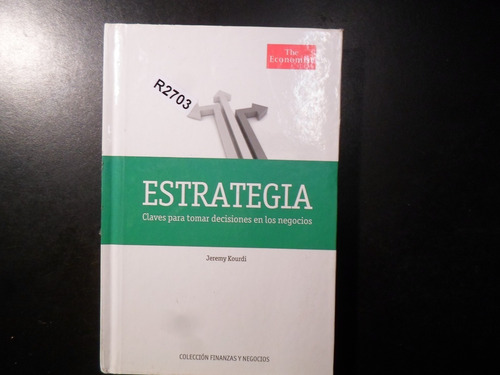 The
Economist
R2703
ESTRATEGIA
Claves para tomar decisiones en los negocios
Jeremy Kourdi
COLECCIÓN FINANZAS Y NEGOCIOS